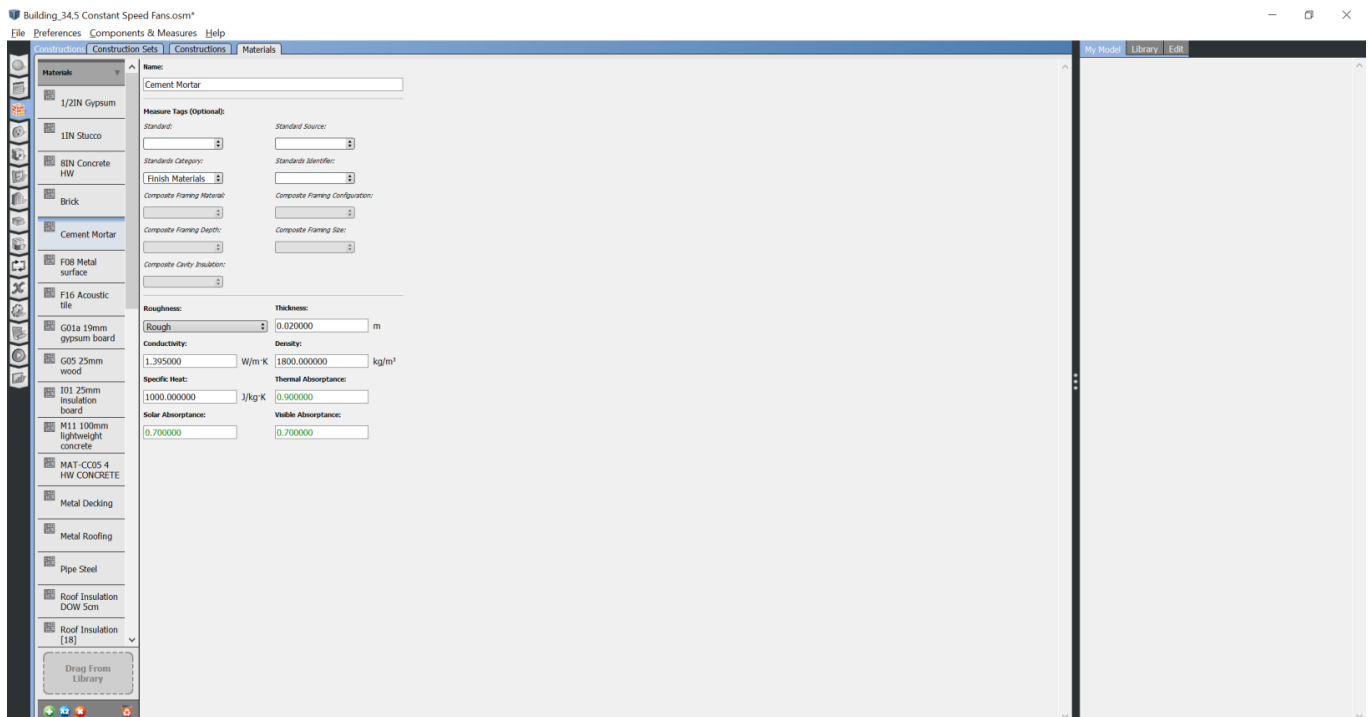 Building_34,5 Constant Speed Fans.osm*
File Preferences Components & Measures Help
Constructions Construction Sets Constructions Materials
My Model Library Edit
Materials
1/2IN Gypsum
1IN Stucco
8IN Concrete
HW
Brick
Cement Mortar
F08 Metal
surface
F16 Acoustic
tile
G01a 19mm
gypsum board
G05 25mm
wood
I01 25mm
insulation
board
M11 100mm
lightweight
concrete
MAT-CC05 4
HW CONCRETE
Metal Decking
Metal Roofing
Pipe Steel
Roof Insulation
DOW 5cm
Roof Insulation
[18]
Drag From
Library
x2
Name:
Cement Mortar
Measure Tags (Optional):
Standard: Standard Source:
Standards Category: Standards Identifier:
Finish Materials
Composite Framing Material: Composite Framing Configuration:
Composite Framing Depth: Composite Framing Size:
Composite Cavity Insulation:
Roughness: Thickness:
Rough 0.020000 m
Conductivity: Density:
1.395000 W/m·K 1800.000000 kg/m³
Specific Heat: Thermal Absorptance:
1000.000000 J/kg·K 0.900000
Solar Absorptance: Visible Absorptance:
0.700000 0.700000